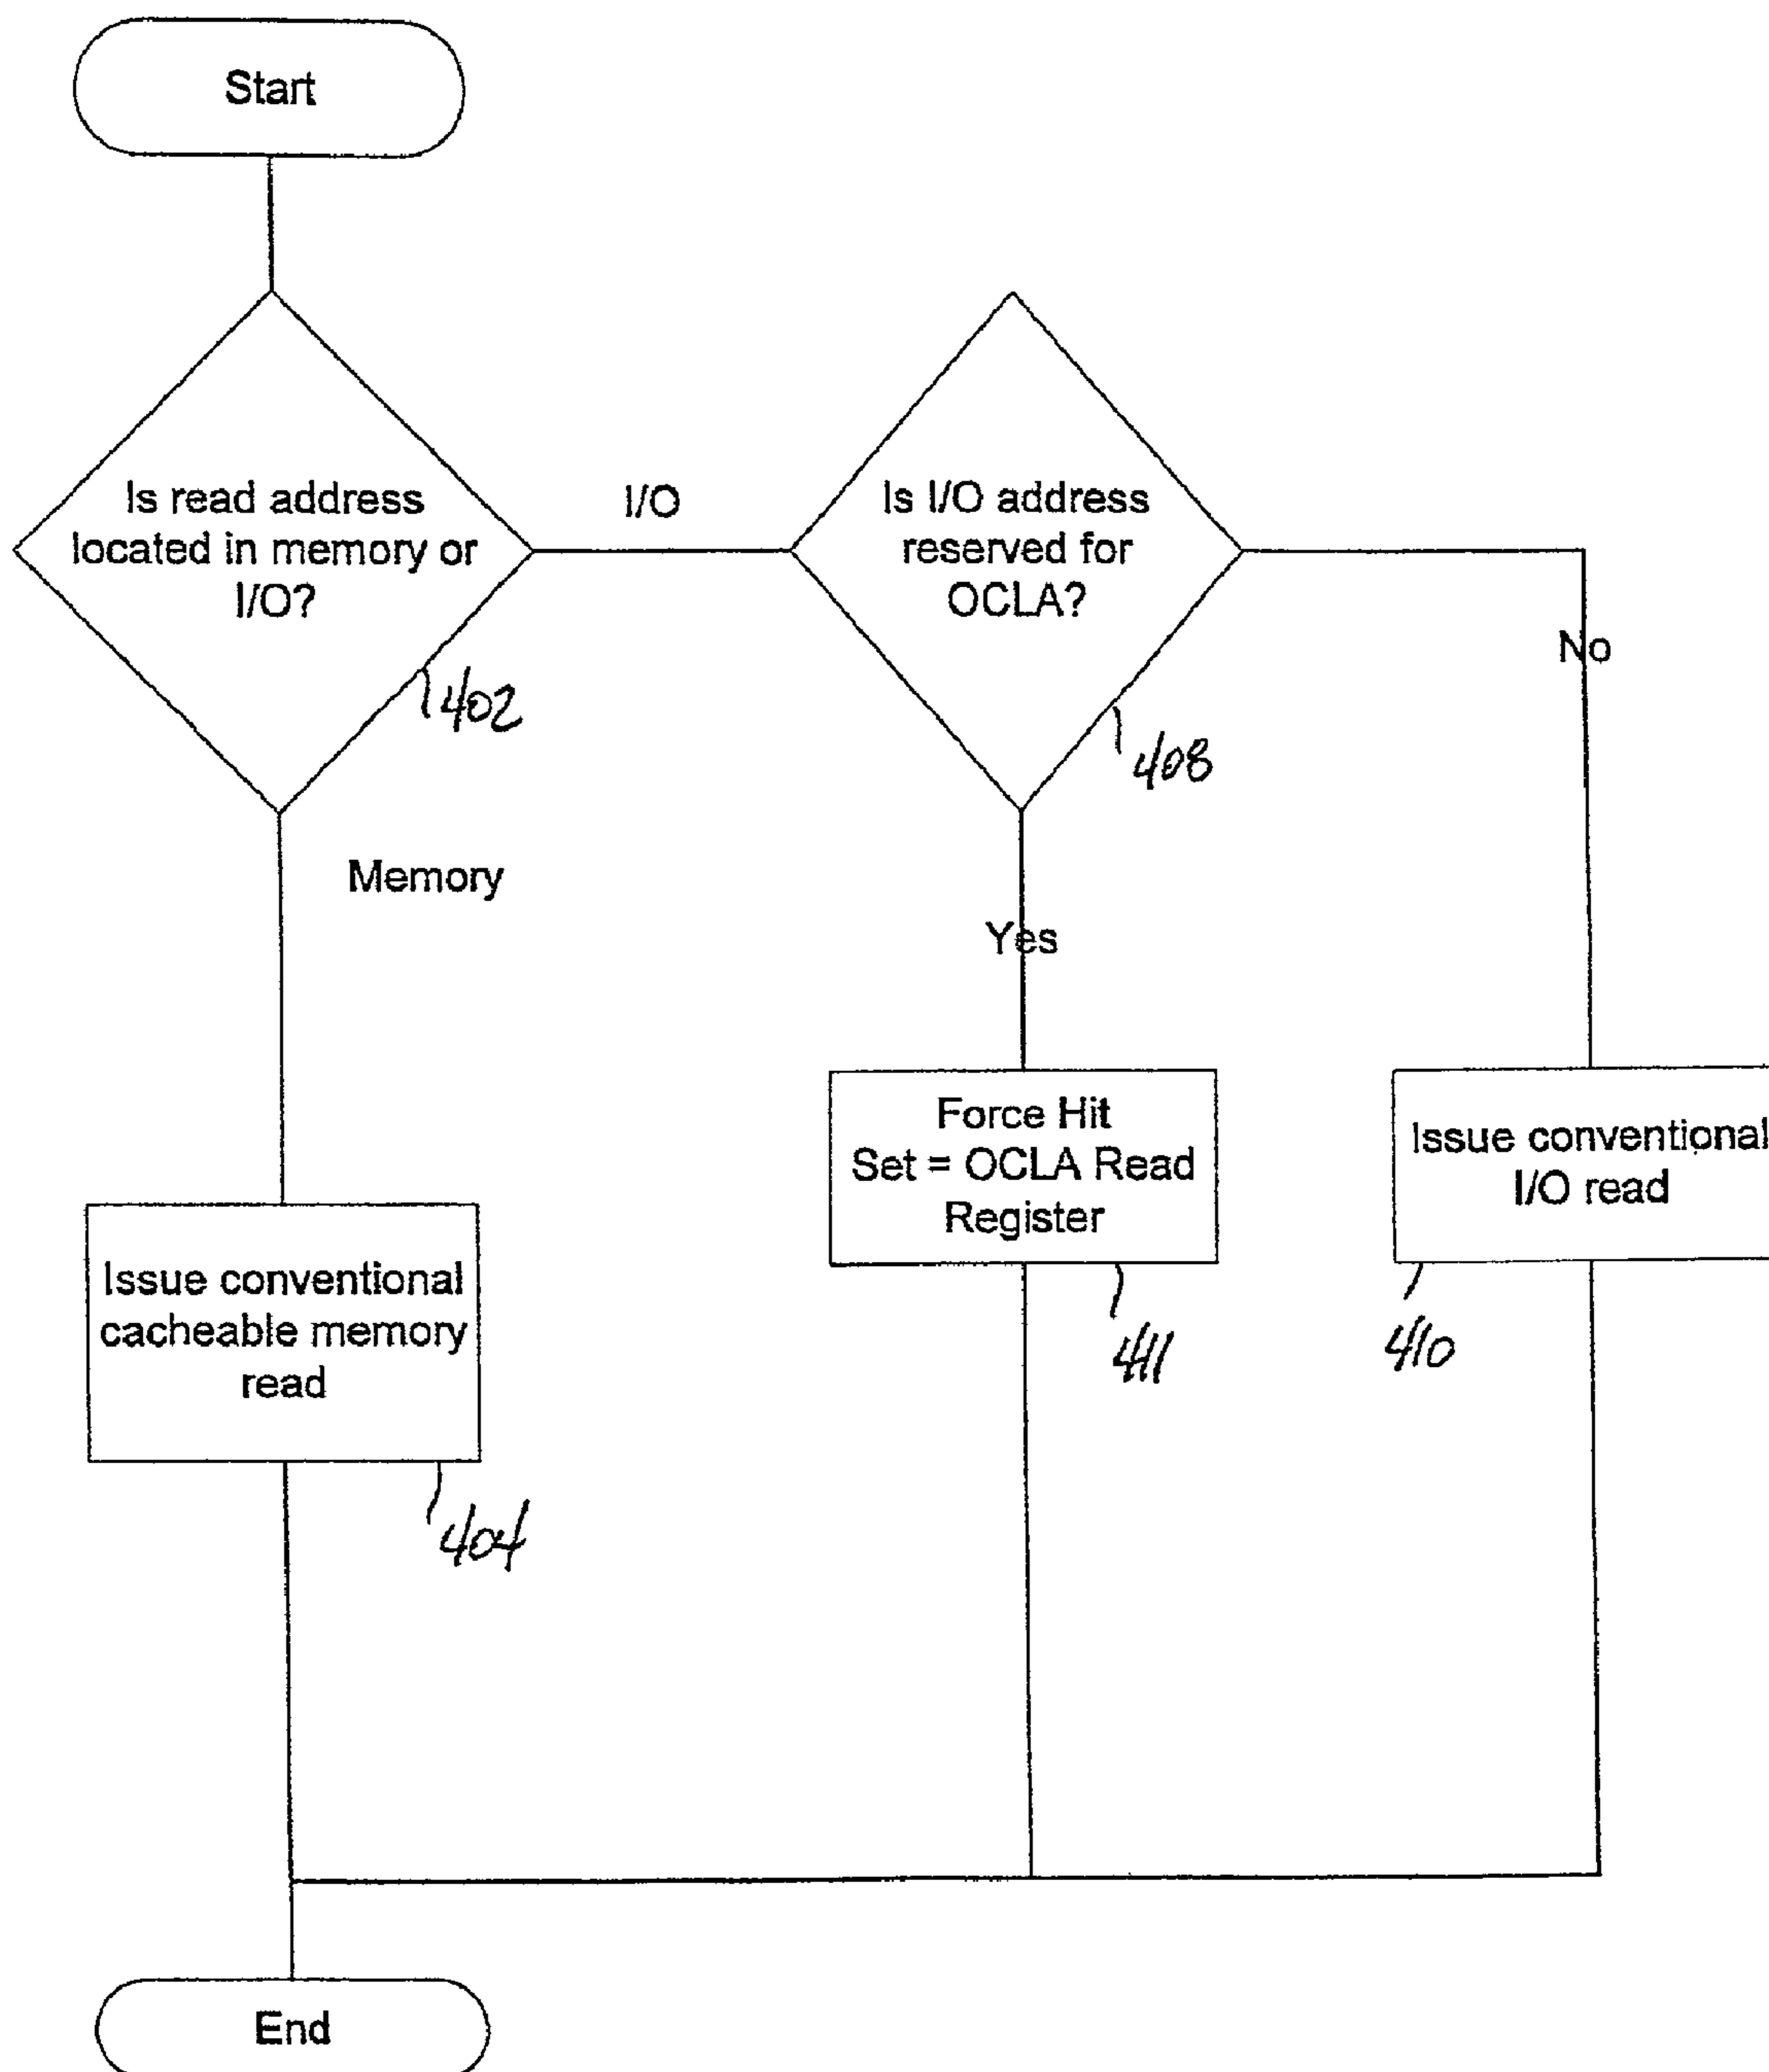 Start
Is read address
located in memory or
I/O?
402
I/O
Is I/O address
reserved for
OCLA?
408
No
Memory
Yes
Force Hit
Set = OCLA Read
Register
411
Issue conventional
I/O read
410
Issue conventional
cacheable memory
read
404
End